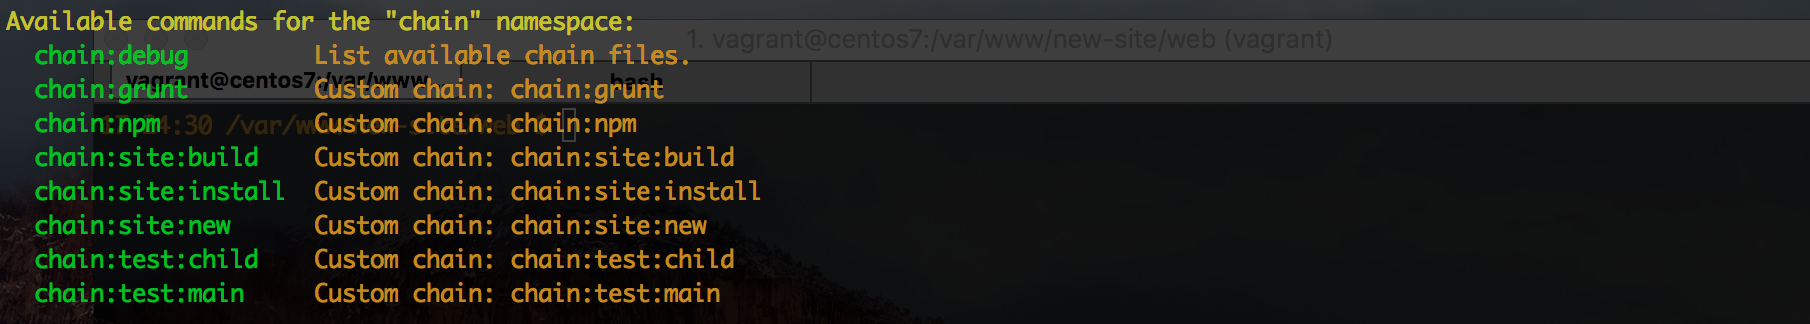 Available commands for the "chain" namespace:
1. vagrant@centos7:/var/www/new-site/web (vagrant)
chain:debug List available chain files.
vagrant@centos7:/var/www bash
chain:grunt Custom chain: chain:grunt
chain:npm Custom chain: chain:npm
:30 /var/www
chain:site:build Custom chain: chain:site:build
chain:site:install Custom chain: chain:site:install
chain:site:new Custom chain: chain:site:new
chain:test:child Custom chain: chain:test:child
chain:test:main Custom chain: chain:test:main